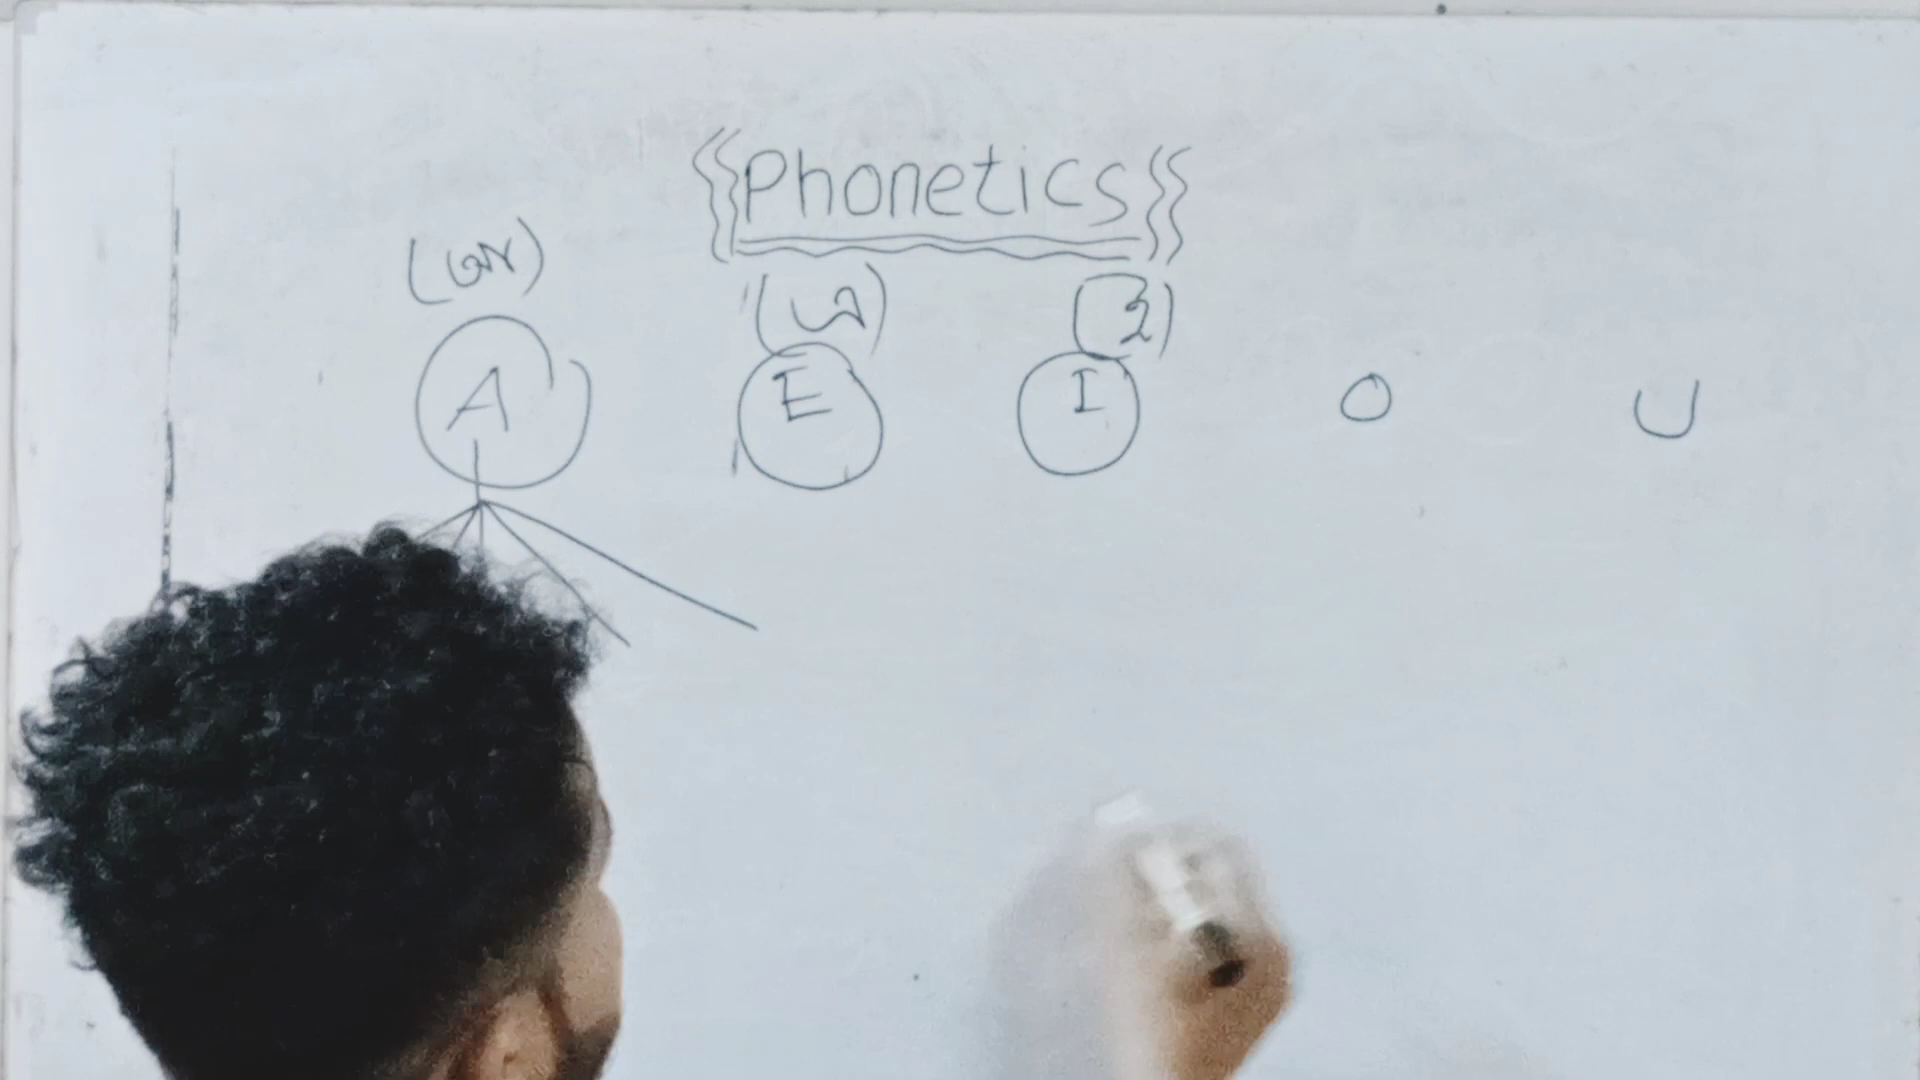 Phonetics
(আ) (এ) (ই)
A E I O U